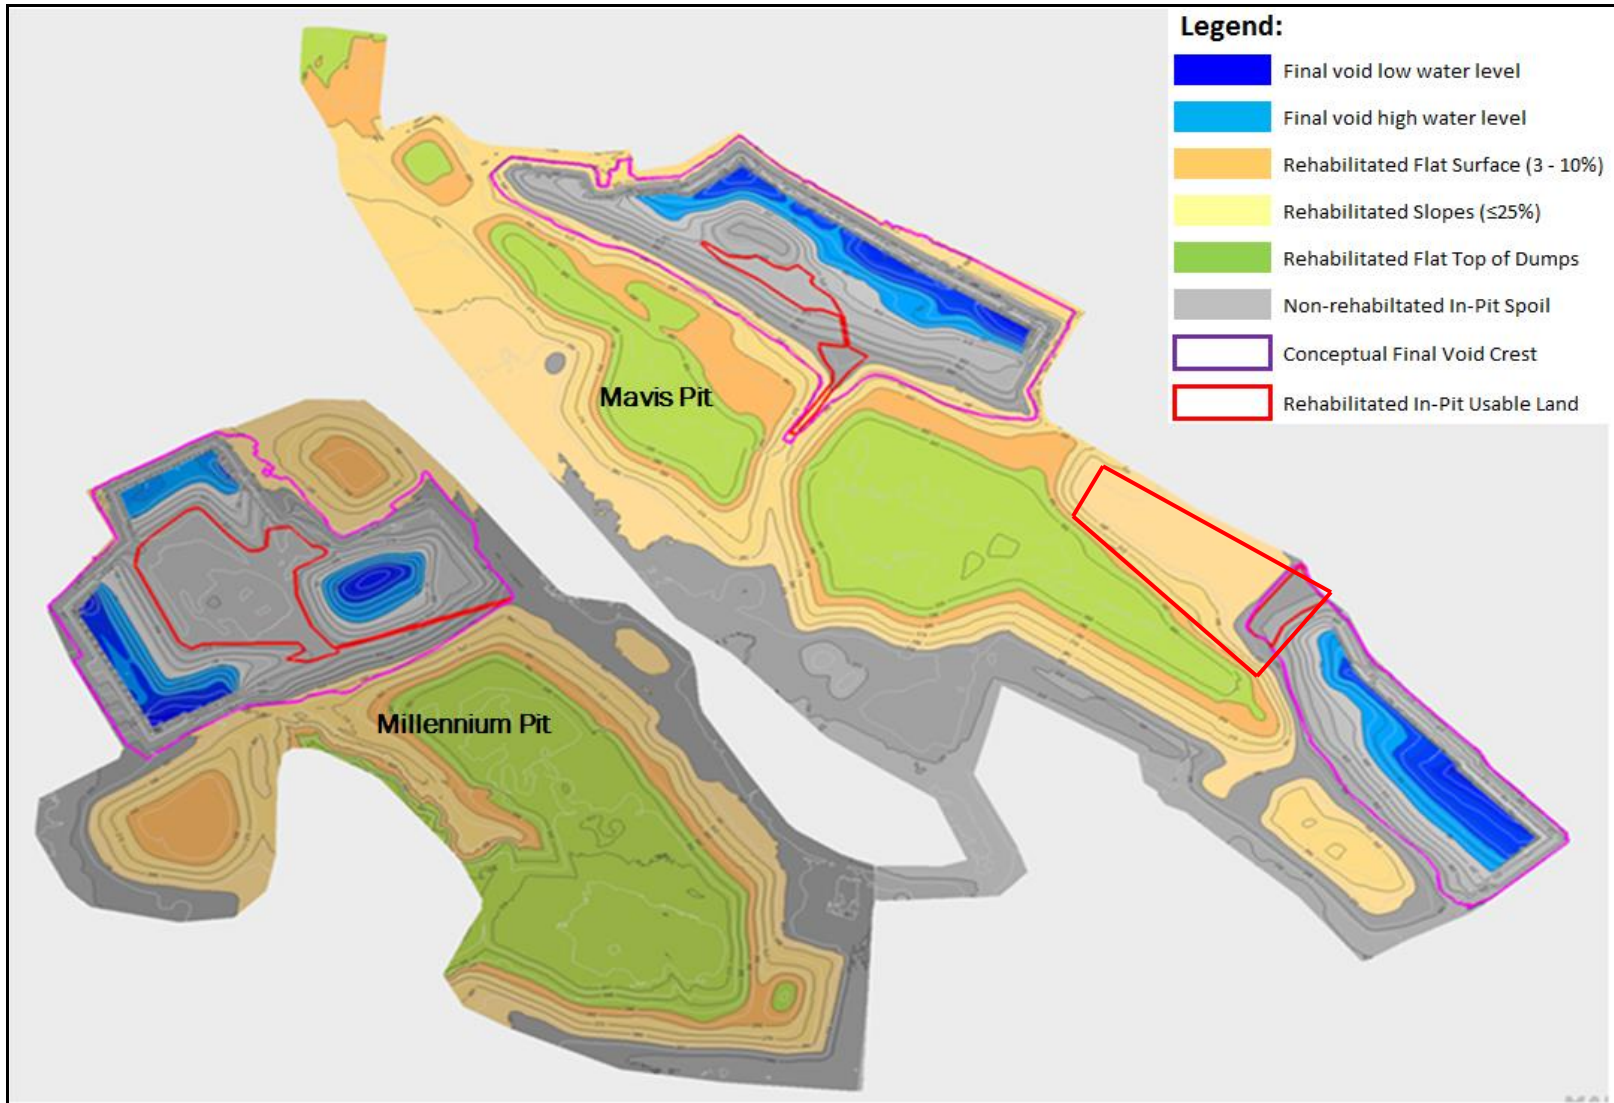 Legend:
Final void low water level
Final void high water level
Rehabilitated Flat Surface (3 - 10%)
Rehabilitated Slopes (≤25%)
Rehabilitated Flat Top of Dumps
Non-rehabiltated In-Pit Spoil
Conceptual Final Void Crest
Rehabilitated In-Pit Usable Land
Mavis Pit
Millennium Pit